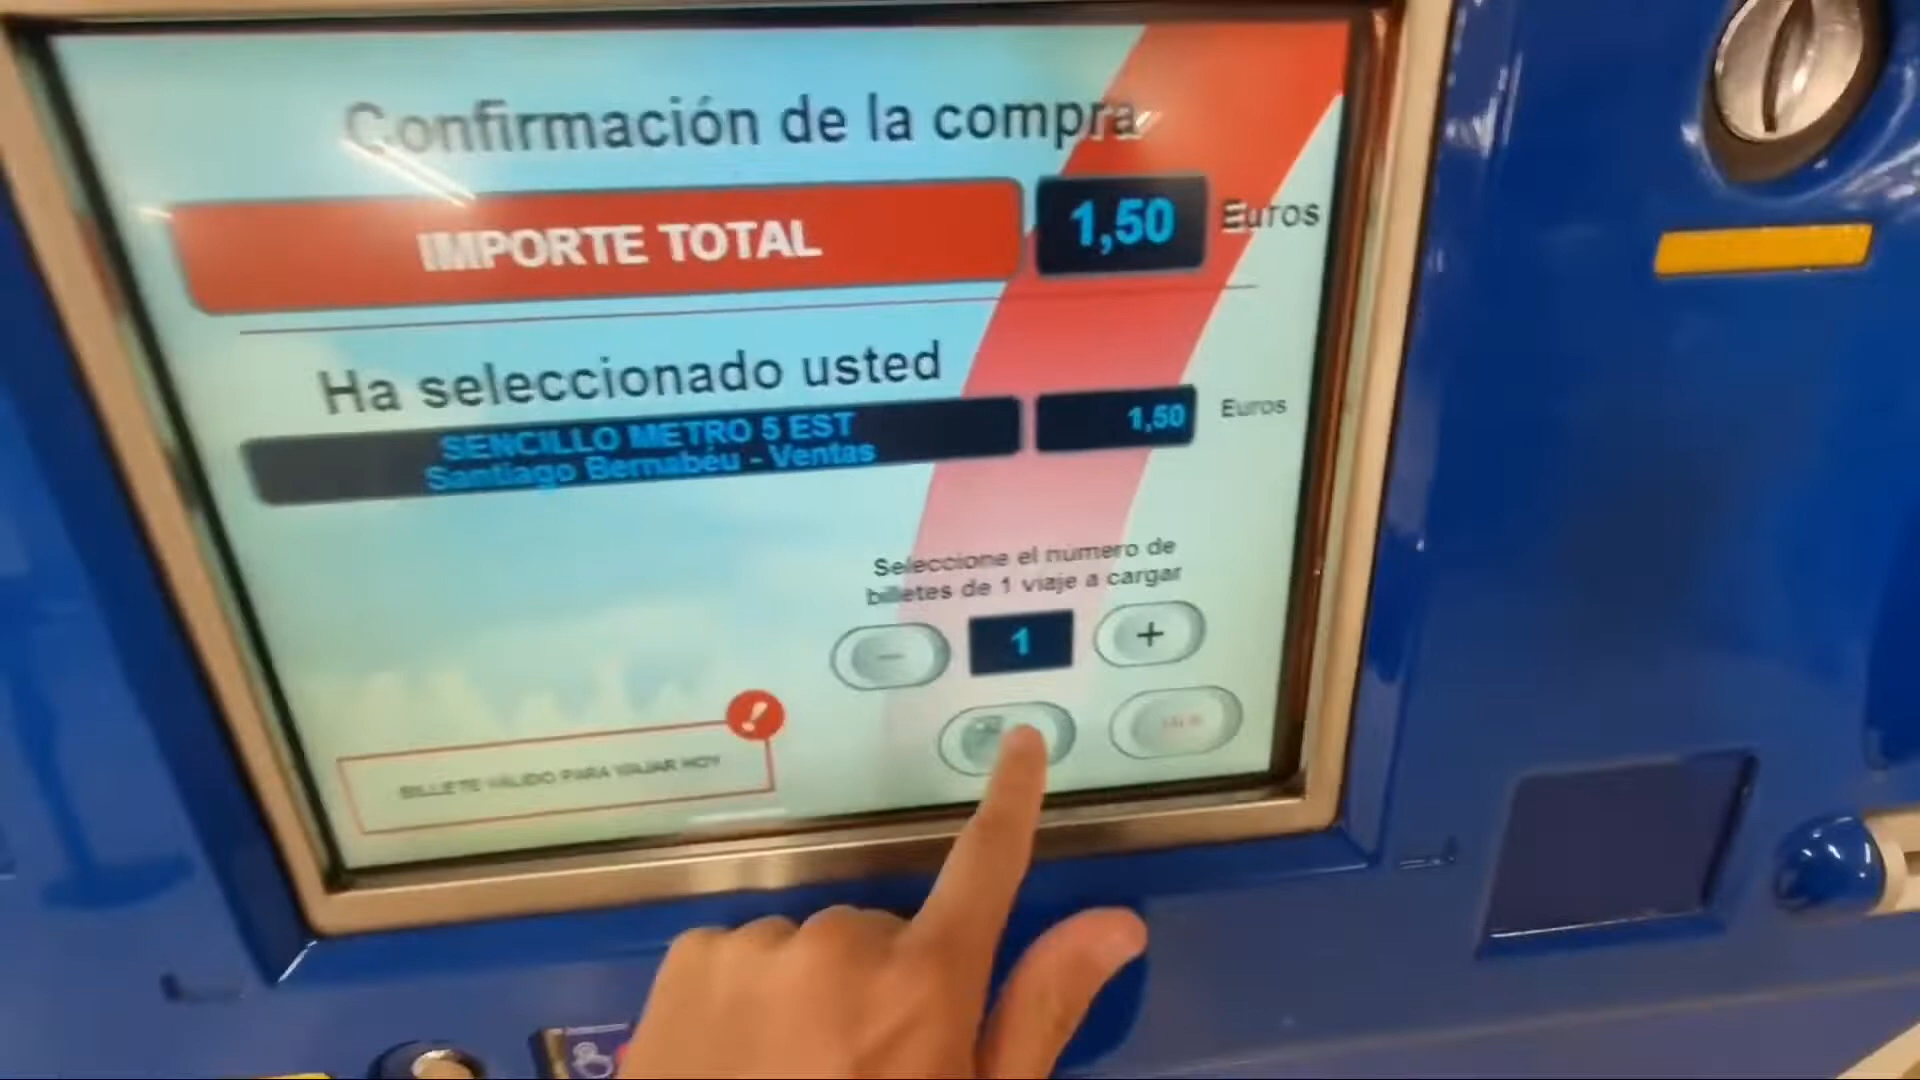 Confirmación de la compra
IMPORTE TOTAL 1,50 Euros
Ha seleccionado usted
SENCILLO METRO 5 EST
Santiago Bernabéu - Ventas 1,50 Euros
Seleccione el número de
billetes de 1 viaje a cargar
- 1 +
BILLETE VÁLIDO PARA VIAJAR HOY